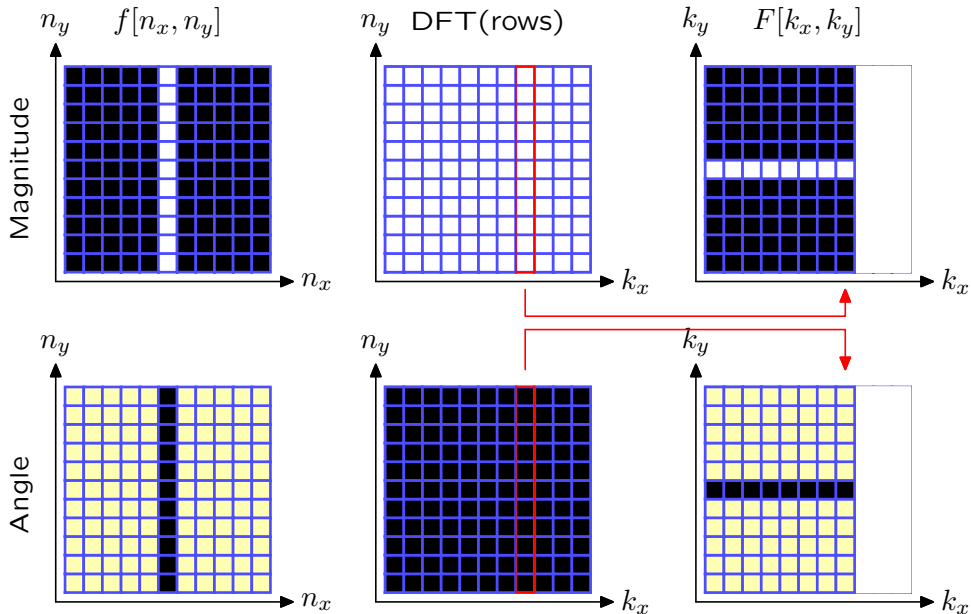 n_y f[n_x, n_y] n_y DFT(rows) k_y F[k_x, k_y]
Magnitude
n_x k_x k_x
n_y n_y k_y
Angle
n_x k_x k_x